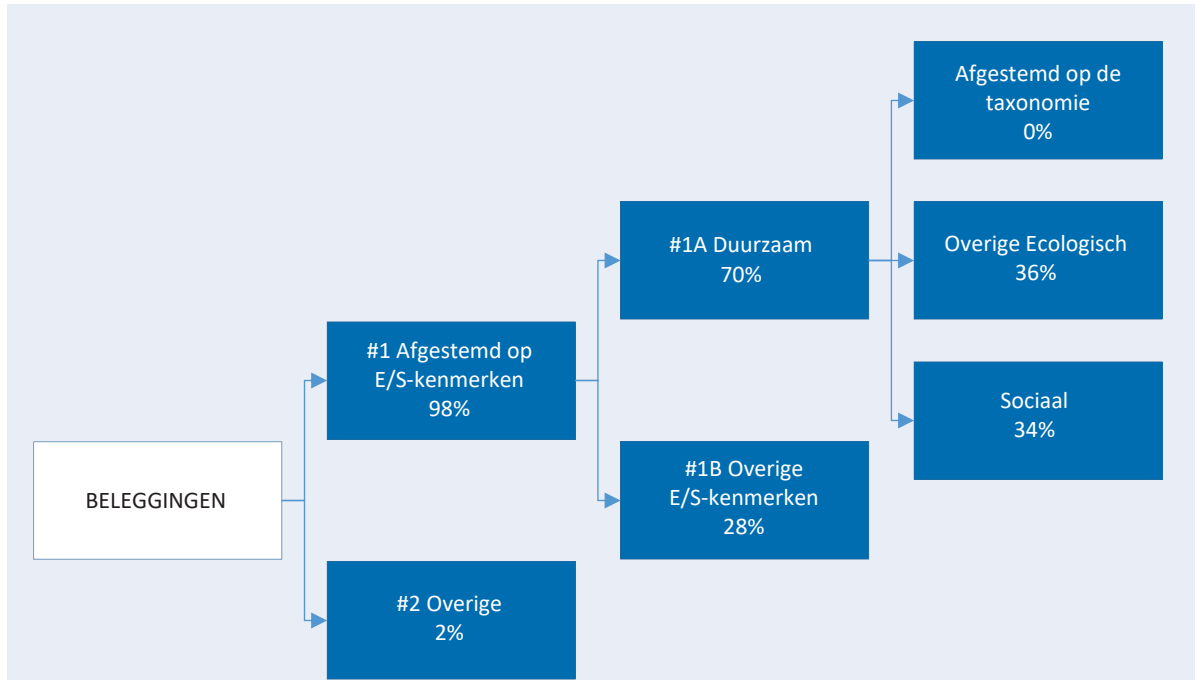 BELEGGINGEN
#1 Afgestemd op
E/S-kenmerken
98%
#2 Overige
2%
#1A Duurzaam
70%
#1B Overige
E/S-kenmerken
28%
Afgestemd op de
taxonomie
0%
Overige Ecologisch
36%
Sociaal
34%